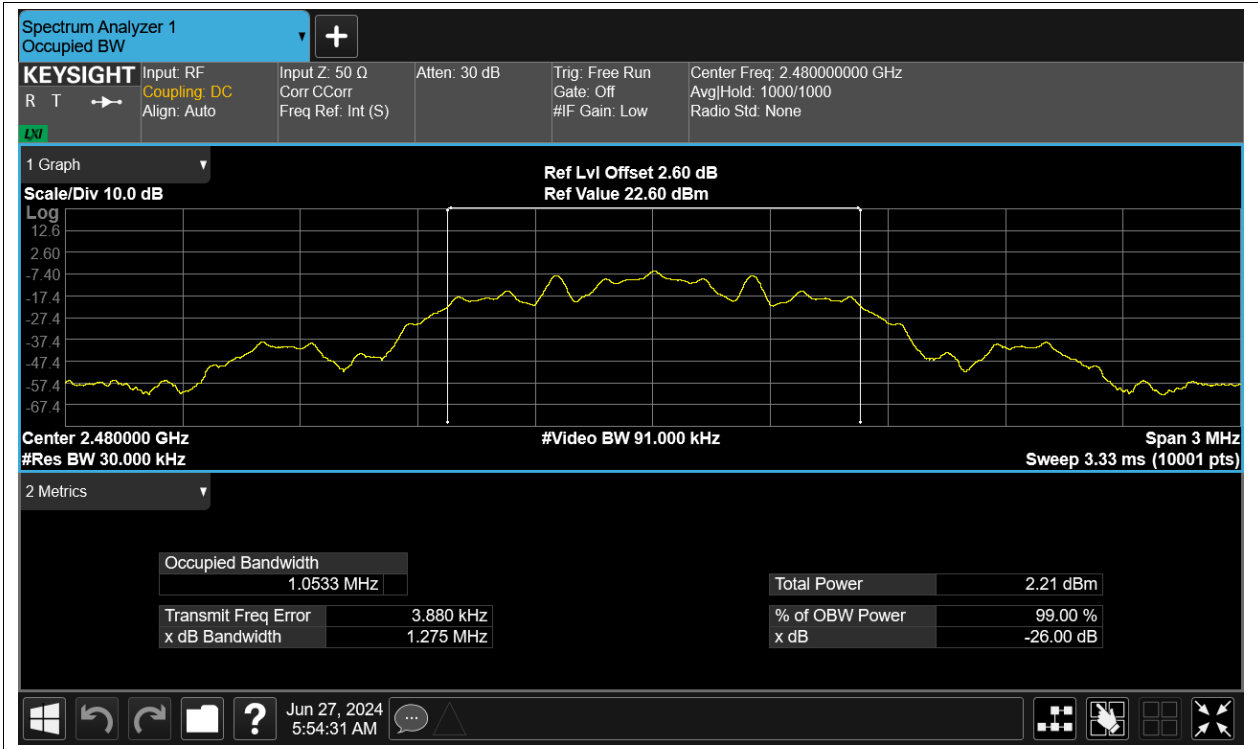 Spectrum Analyzer 1
Occupied BW
KEYSIGHT
R T
LXI
Input: RF
Coupling: DC
Align: Auto
Input Z: 50 Ω
Corr CCorr
Freq Ref: Int (S)
Atten: 30 dB
Trig: Free Run
Gate: Off
#IF Gain: Low
Center Freq: 2.480000000 GHz
Avg|Hold: 1000/1000
Radio Std: None
1 Graph
Scale/Div 10.0 dB
Ref Lvl Offset 2.60 dB
Ref Value 22.60 dBm
Log
12.6
2.60
-7.40
-17.4
-27.4
-37.4
-47.4
-57.4
-67.4
Center 2.480000 GHz
#Res BW 30.000 kHz
#Video BW 91.000 kHz
Span 3 MHz
Sweep 3.33 ms (10001 pts)
2 Metrics
Occupied Bandwidth
1.0533 MHz
Transmit Freq Error 3.880 kHz
x dB Bandwidth 1.275 MHz
Total Power 2.21 dBm
% of OBW Power 99.00 %
x dB -26.00 dB
?
Jun 27, 2024
5:54:31 AM